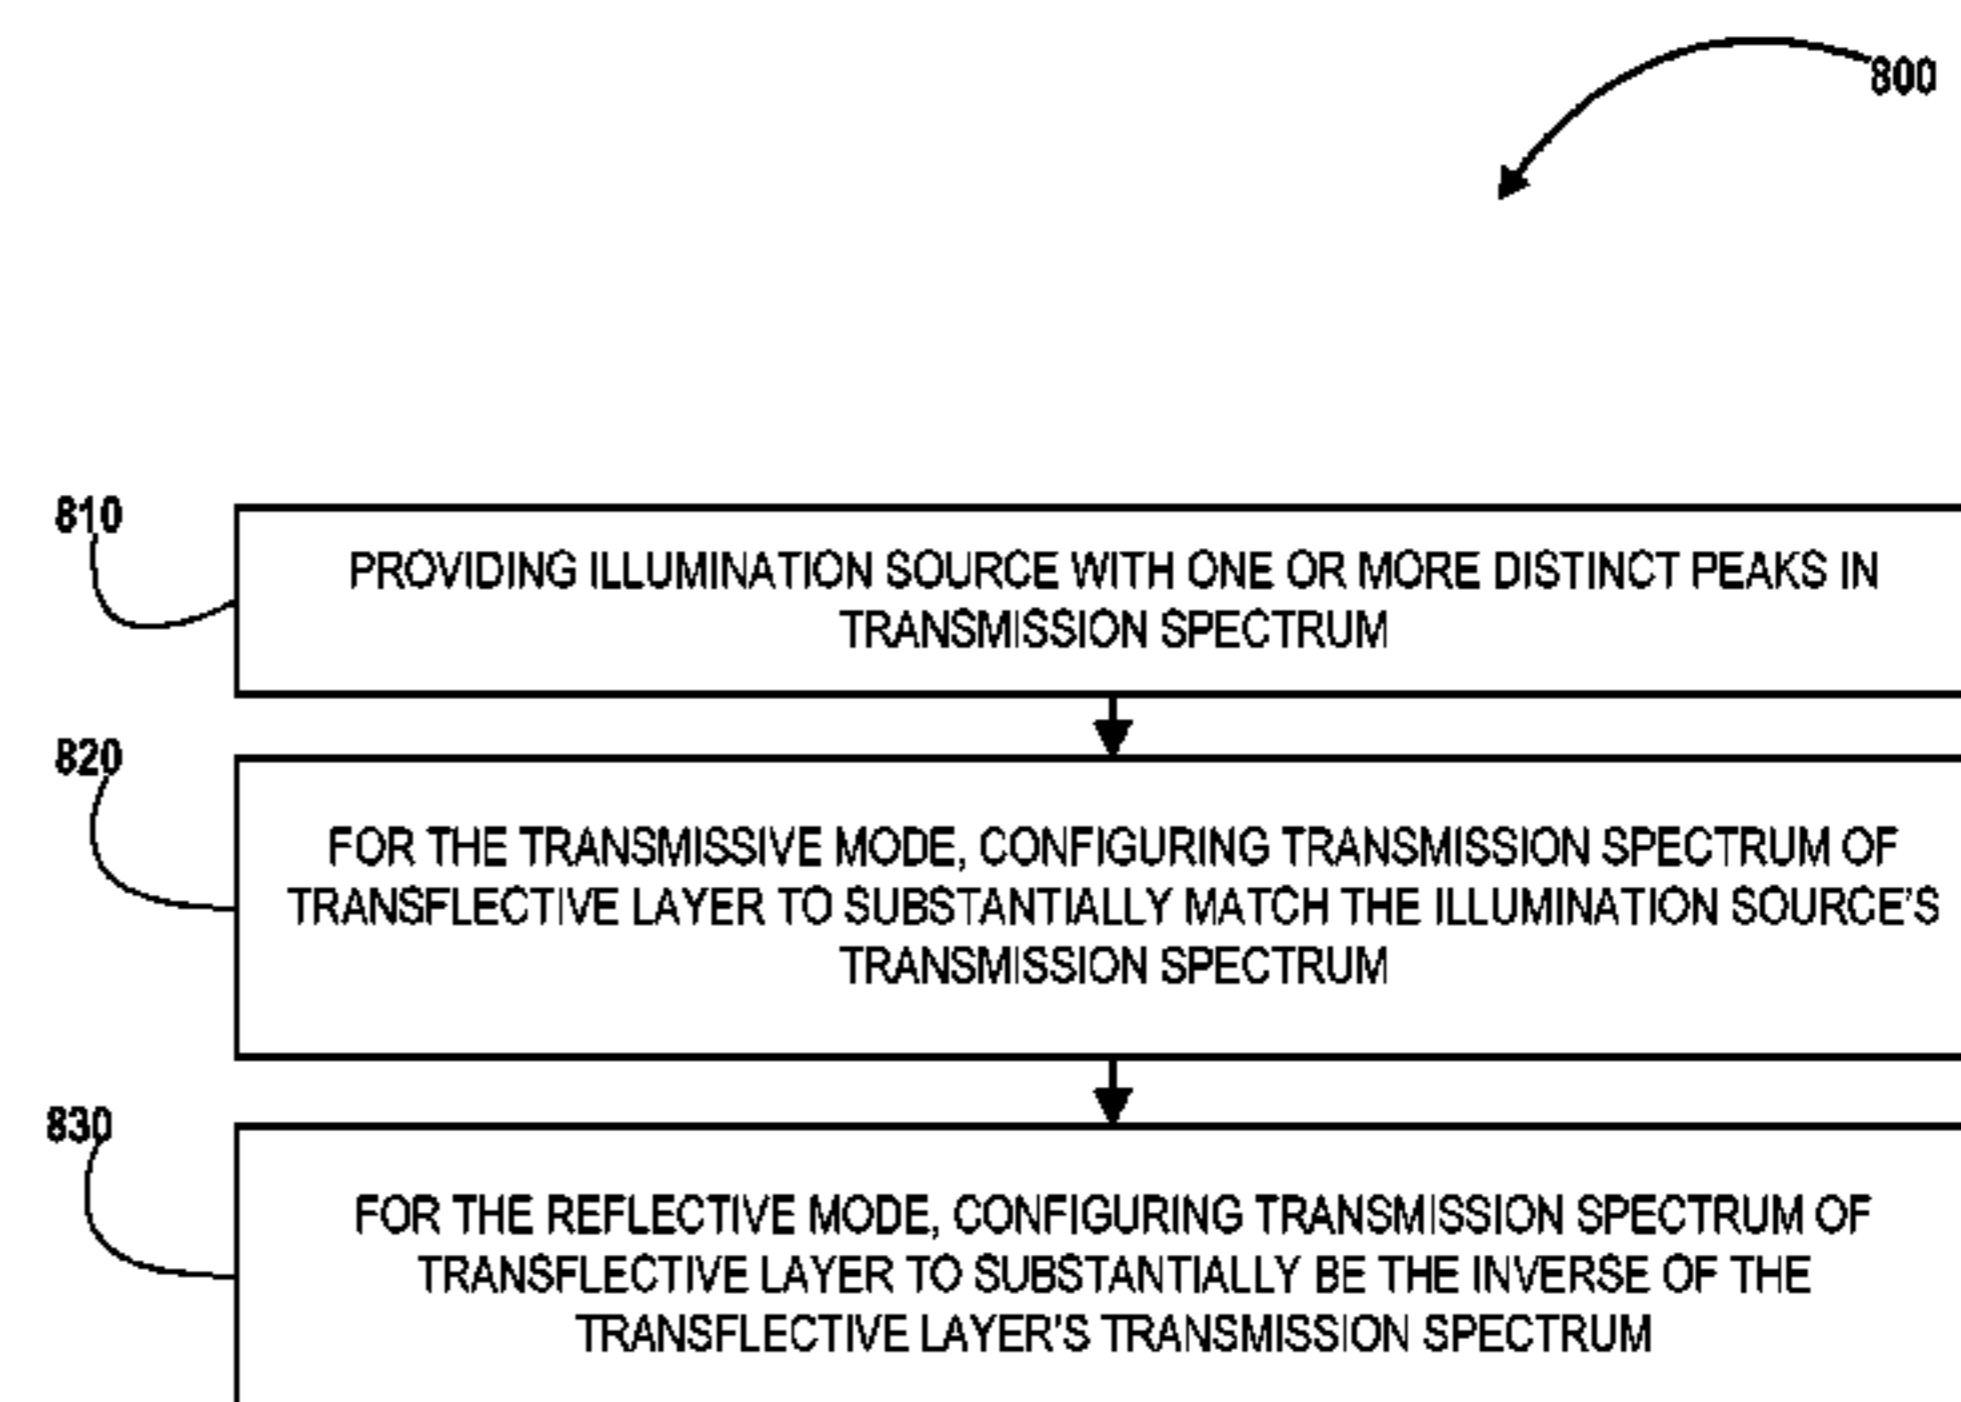 800
810
PROVIDING ILLUMINATION SOURCE WITH ONE OR MORE DISTINCT PEAKS IN
TRANSMISSION SPECTRUM
820
FOR THE TRANSMISSIVE MODE, CONFIGURING TRANSMISSION SPECTRUM OF
TRANSFLECTIVE LAYER TO SUBSTANTIALLY MATCH THE ILLUMINATION SOURCE'S
TRANSMISSION SPECTRUM
830
FOR THE REFLECTIVE MODE, CONFIGURING TRANSMISSION SPECTRUM OF
TRANSFLECTIVE LAYER TO SUBSTANTIALLY BE THE INVERSE OF THE
TRANSFLECTIVE LAYER'S TRANSMISSION SPECTRUM